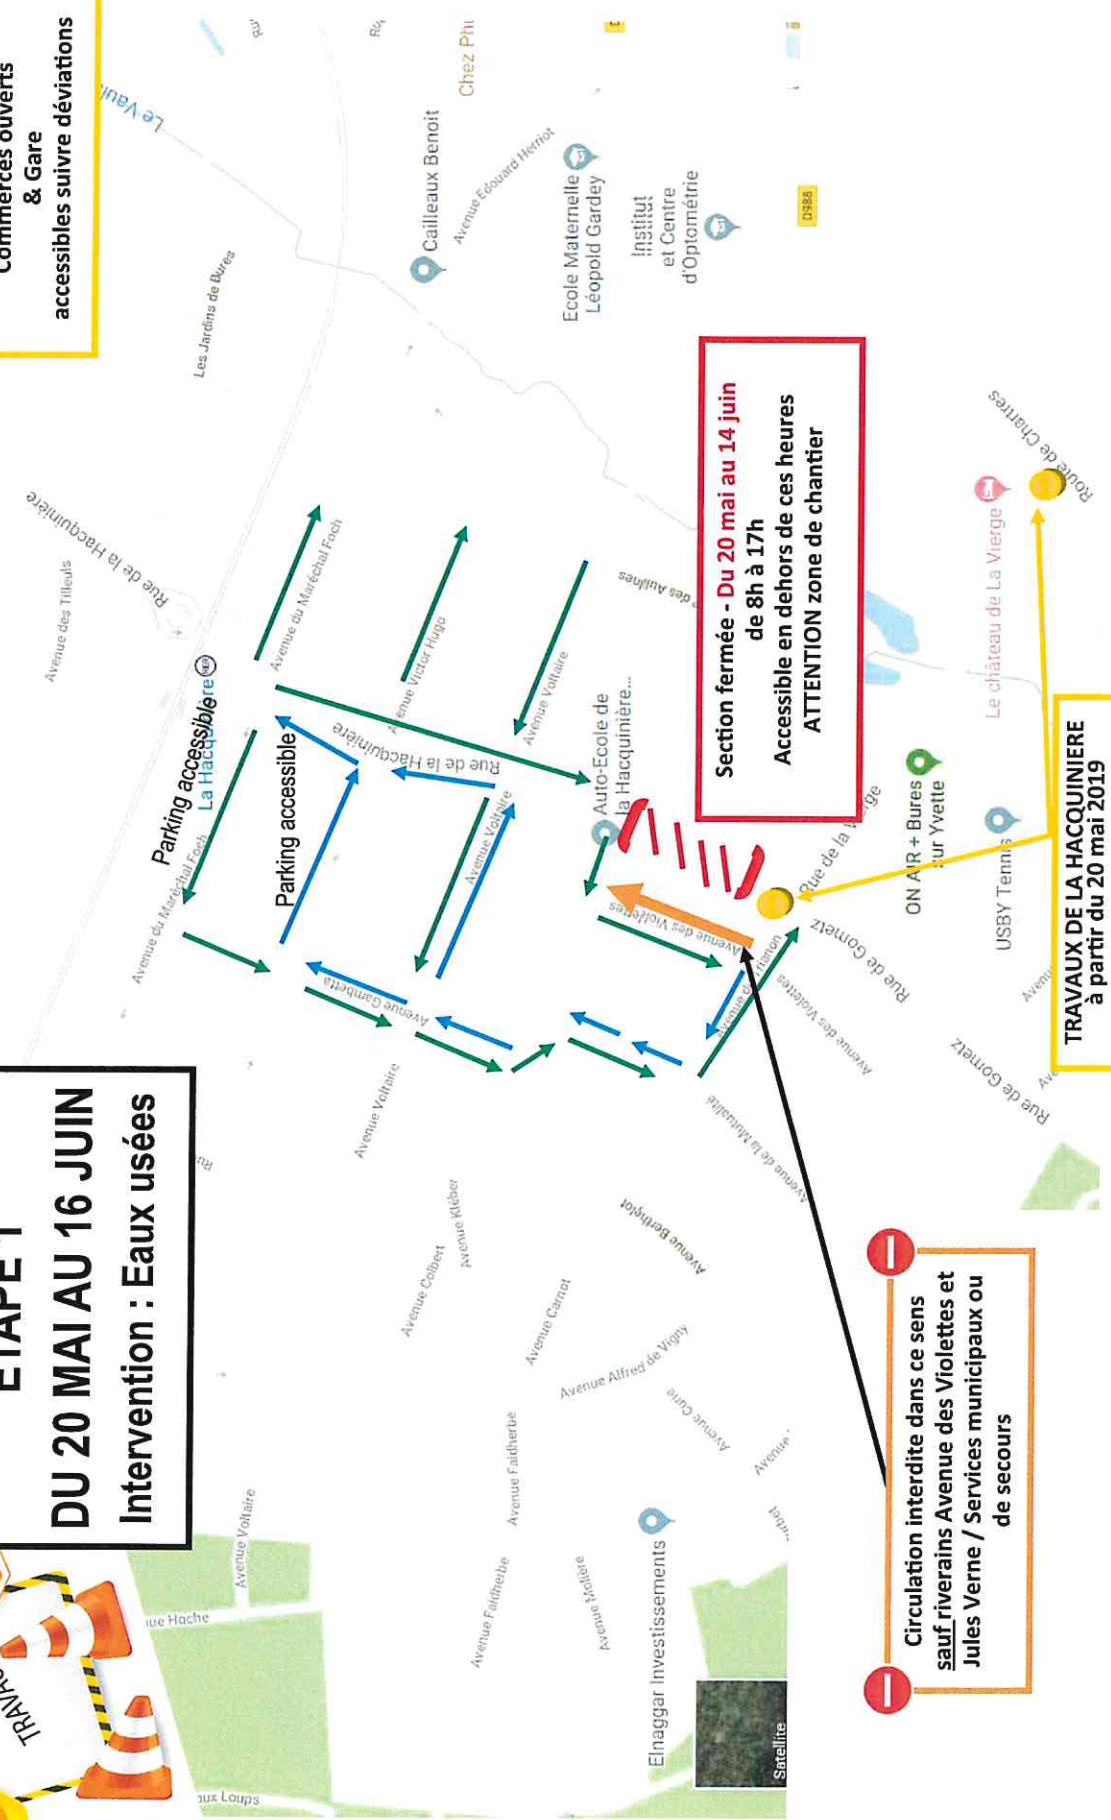 TRAVAU
ETAPE 1
DU 20 MAI AU 16 JUIN
Intervention : Eaux usées
Commerces ouverts
& Gare
accessibles suivre déviations
aux Loups
Avenue Voltaire
Avenue des Tilleuls
Rue de la Hacquinière
Les Jardins de Bures
Avenue du Maréchal Foch
Parking accessible
La Hacquinière
RER
Parking accessible
Avenue du Maréchal Foch
Avenue Victor Hugo
Rue de la Hacquinière
Avenue Voltaire
Avenue Voltaire
Avenue Gambetta
Avenue Voltaire
Cailleaux Benoit
Avenue Edouard Herriot
Chez Phi
Ecole Maternelle
Léopold Gardey
Institut
et Centre
d'Optométrie
D988
Auto-Ecole de
la Hacquinière...
des Aulnes
Avenue Colbert
Avenue Kléber
Avenue Carnot
Avenue Berthelot
Avenue Alfred de Vigny
Avenue Curie
Avenue Faidherbe
Avenue Faidherbe
Avenue Molière
Elnaggar Investissements
Satellite
Avenue de la Mutualité
Avenue des Violettes
Avenue des Violettes
Rue de Gometz
Rue de Gometz
Rue de la Vierge
Section fermée - Du 20 mai au 14 juin
de 8h à 17h
Accessible en dehors de ces heures
ATTENTION zone de chantier
ON AIR + Bures
sur Yvette
USBY Tennis
Le château de La Vierge
Route de Chartres
Circulation interdite dans ce sens
sauf riverains Avenue des Violettes et
Jules Verne / Services municipaux ou
de secours
TRAVAUX DE LA HACQUINIERE
à partir du 20 mai 2019